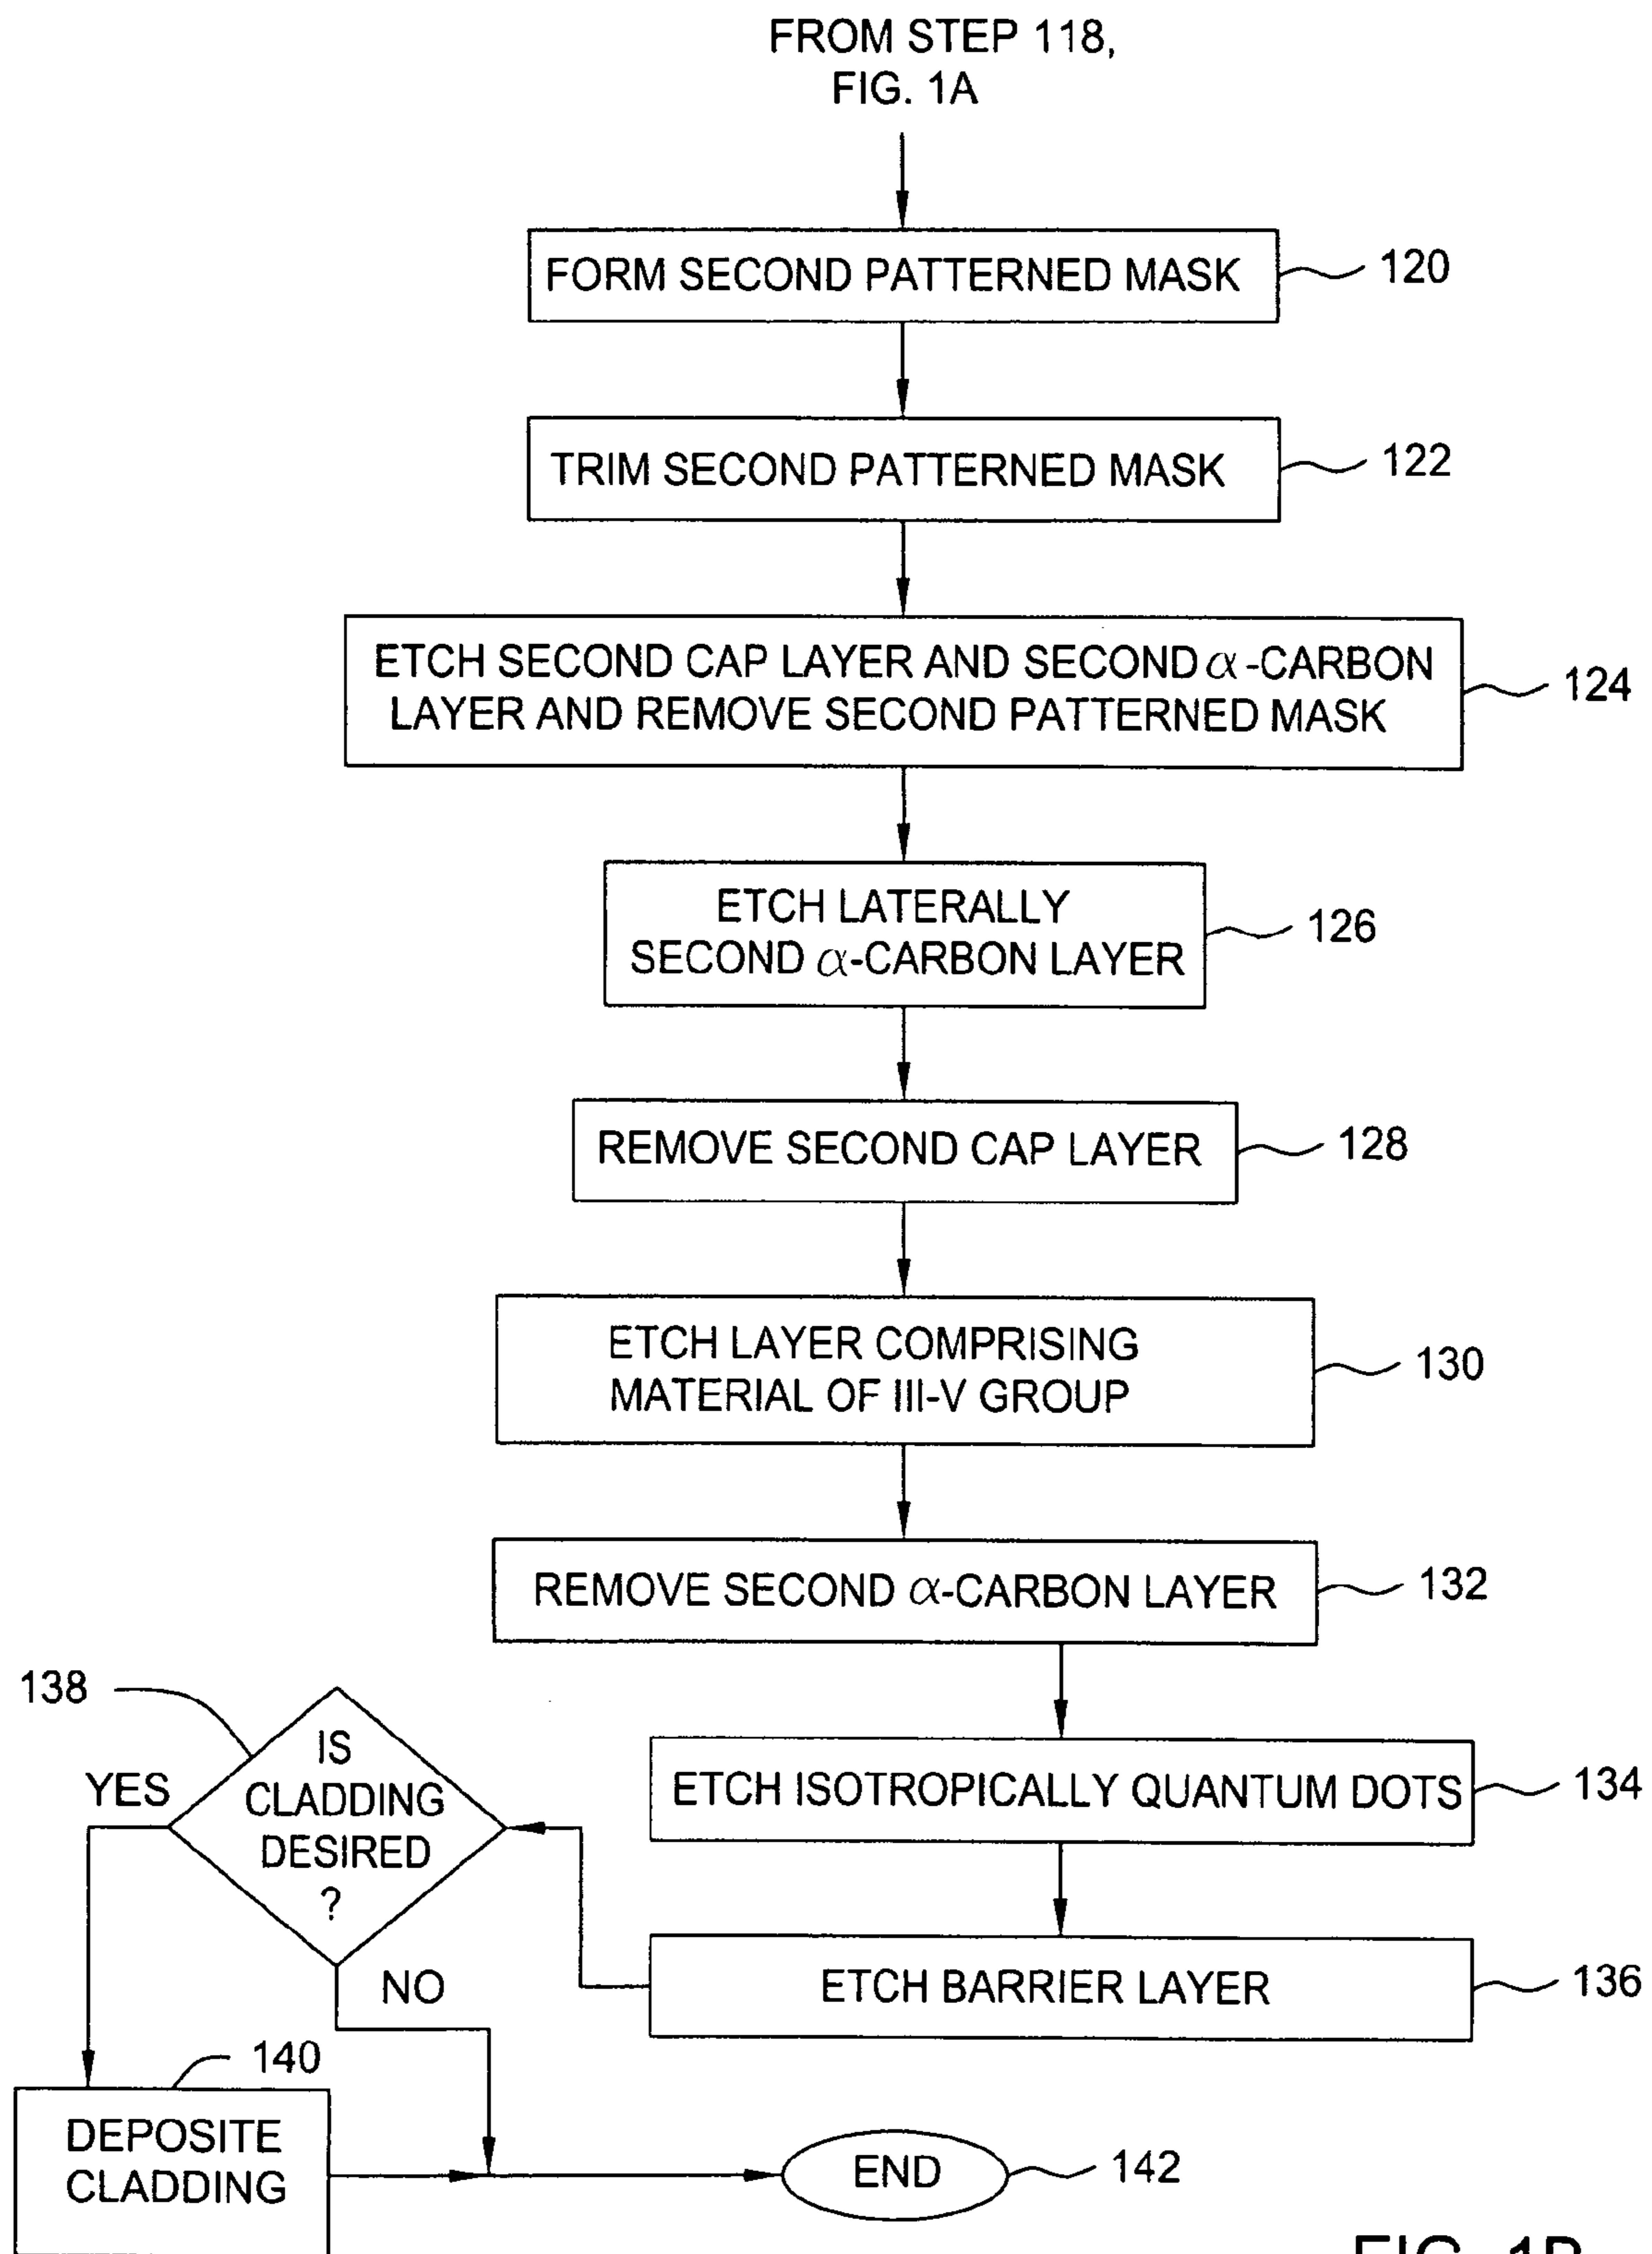 FROM STEP 118,
FIG. 1A
FORM SECOND PATTERNED MASK
120
TRIM SECOND PATTERNED MASK
122
ETCH SECOND CAP LAYER AND SECOND α-CARBON
LAYER AND REMOVE SECOND PATTERNED MASK
124
ETCH LATERALLY
SECOND α-CARBON LAYER
126
REMOVE SECOND CAP LAYER
128
ETCH LAYER COMPRISING
MATERIAL OF III-V GROUP
130
REMOVE SECOND α-CARBON LAYER
132
ETCH ISOTROPICALLY QUANTUM DOTS
134
ETCH BARRIER LAYER
136
138
IS
CLADDING
DESIRED
?
YES
NO
140
DEPOSITE
CLADDING
END
142
FIG. 1B